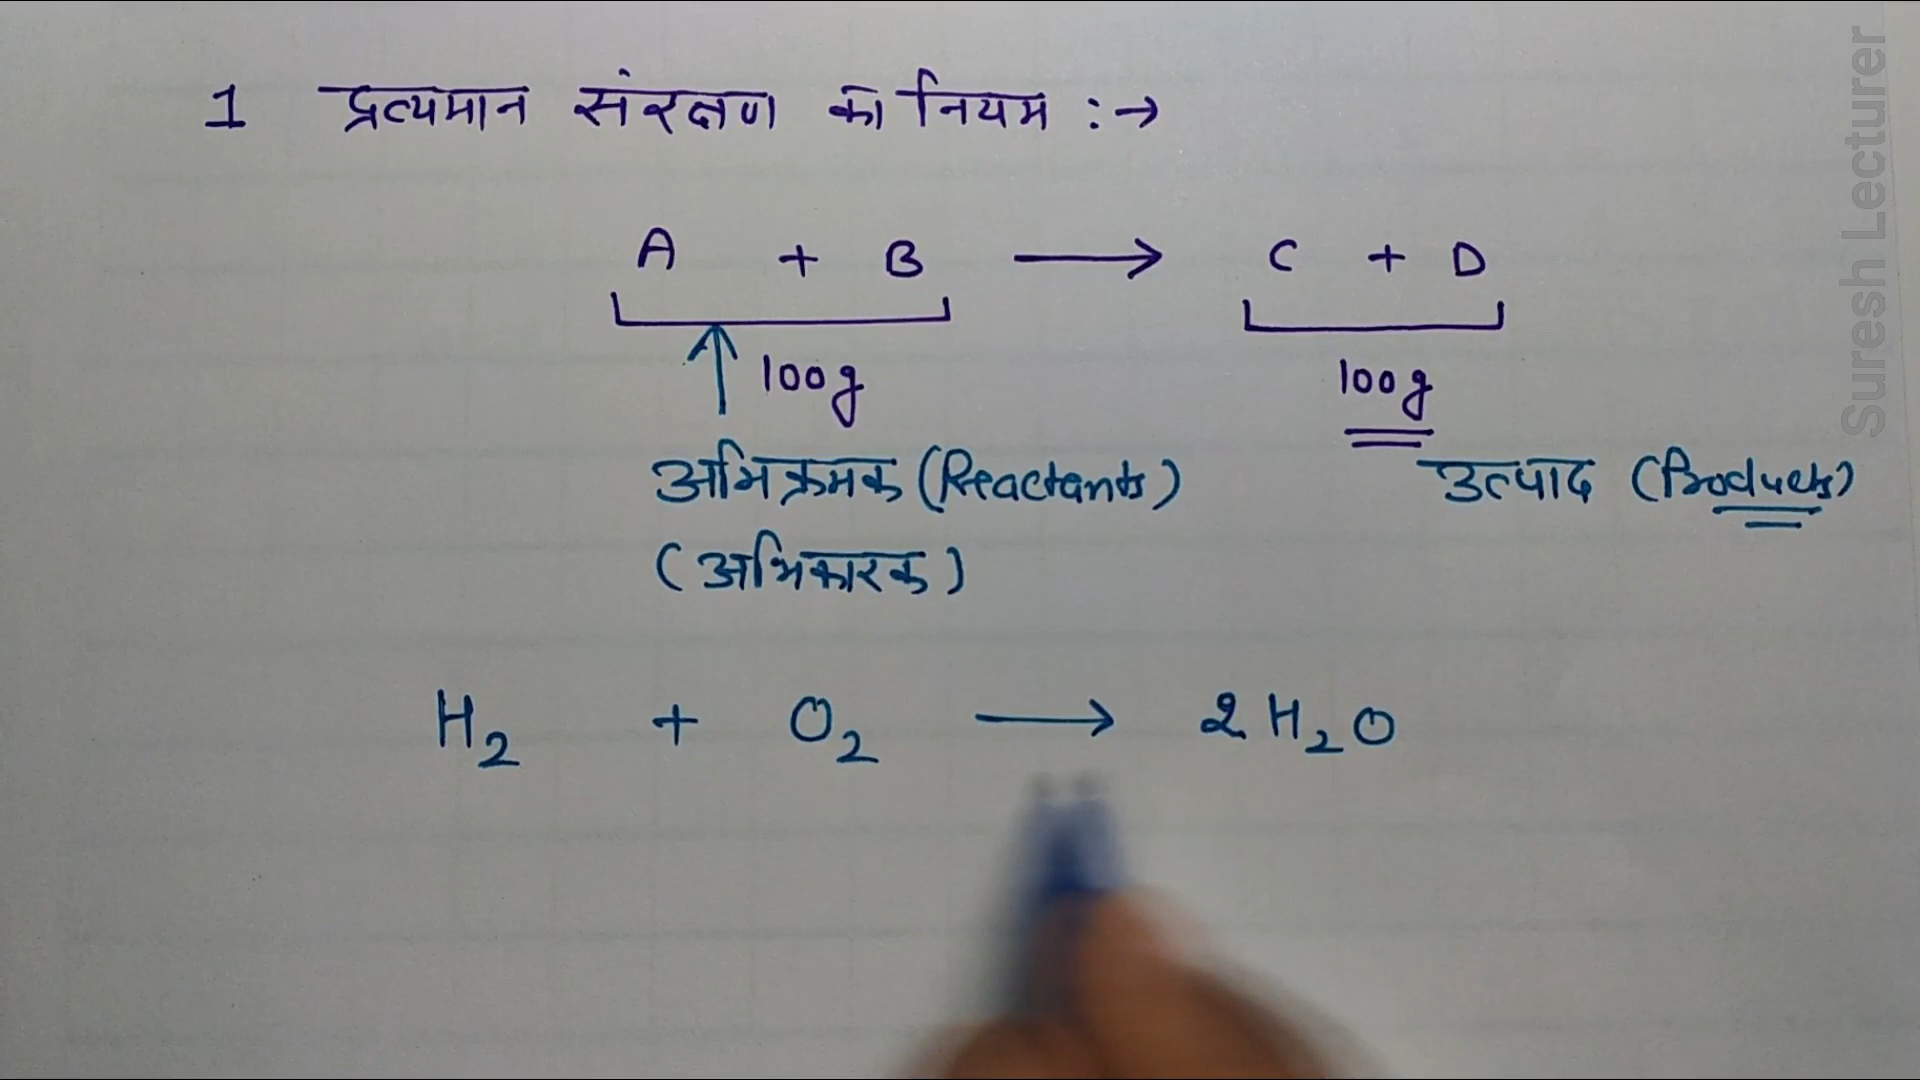 1 द्रव्यमान संरक्षण का नियम :→
A + B ⟶ C + D
100g 100g
अभिक्रमक (Reactants) उत्पाद (Products)
(अभिकारक)
H₂ + O₂ ⟶ 2H₂O
Suresh Lecturer